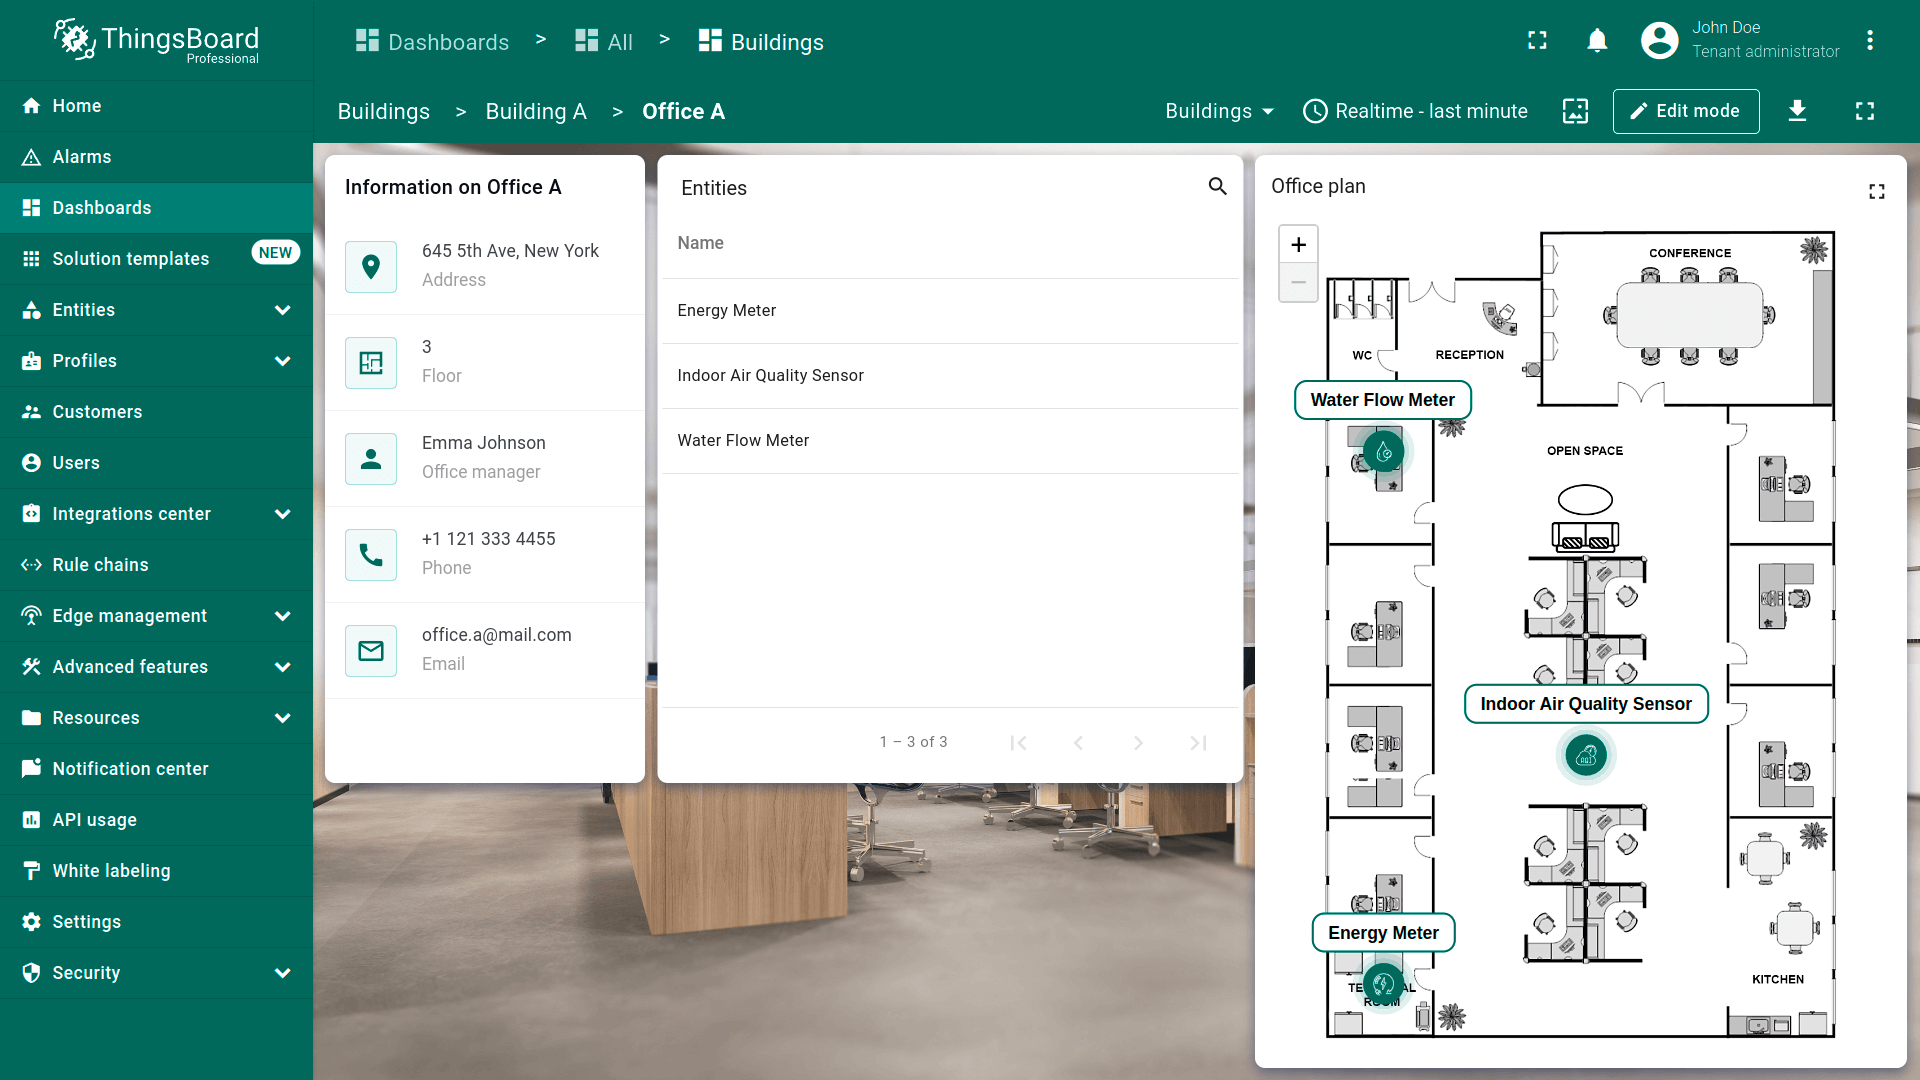 ThingsBoard
Professional
Dashboards > All > Buildings
John Doe
Tenant administrator
Buildings > Building A > Office A
Buildings
Realtime - last minute
Edit mode
Home
Alarms
Dashboards
Solution templates
NEW
Entities
Profiles
Customers
Users
Integrations center
Rule chains
Edge management
Advanced features
Resources
Notification center
API usage
White labeling
Settings
Security
Information on Office A
645 5th Ave, New York
Address
3
Floor
Emma Johnson
Office manager
+1 121 333 4455
Phone
office.a@mail.com
Email
Entities
Name
Energy Meter
Indoor Air Quality Sensor
Water Flow Meter
1 – 3 of 3
Office plan
+
−
CONFERENCE
WC
RECEPTION
Water Flow Meter
OPEN SPACE
Indoor Air Quality Sensor
AQI
Energy Meter
KITCHEN